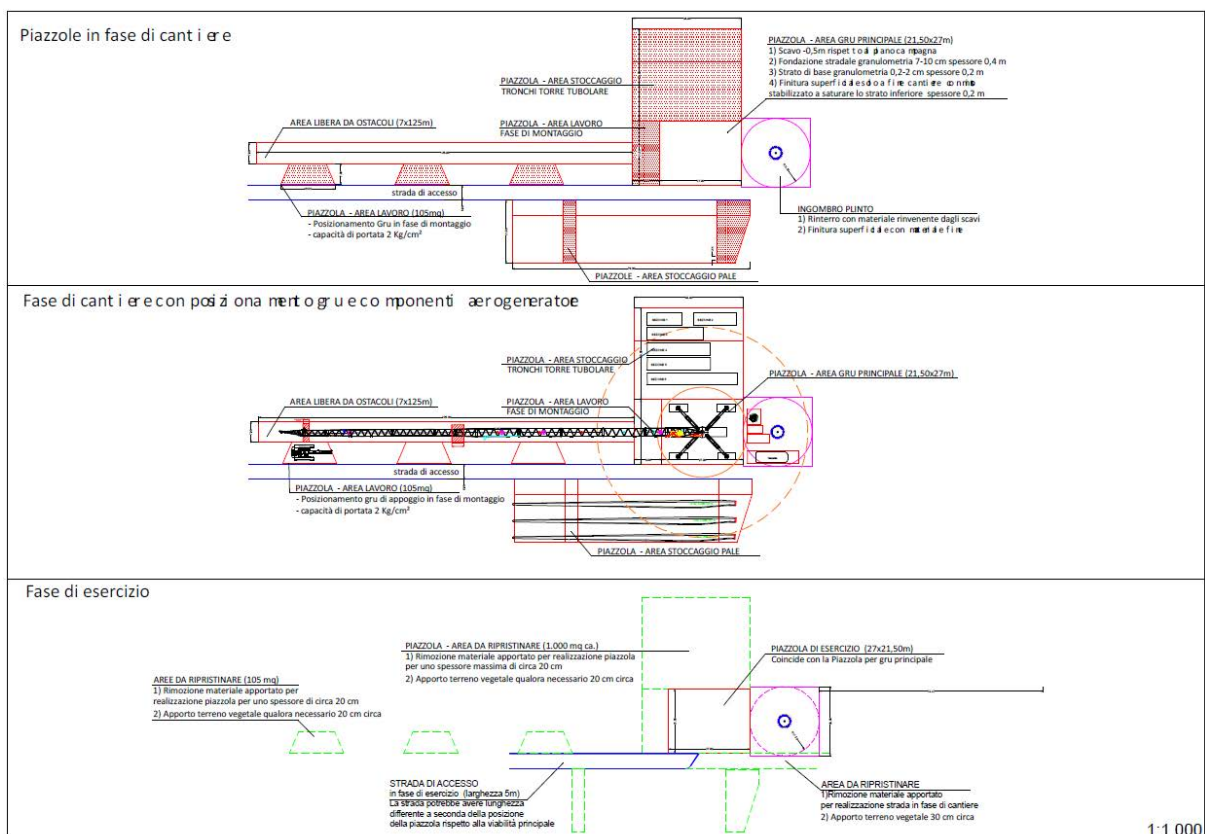 Piazzole in fase di cant i ere
PIAZZOLA - AREA STOCCAGGIO
TRONCHI TORRE TUBOLARE
PIAZZOLA - AREA GRU PRINCIPALE (21,50x27m)
1) Scavo -0,5m rispetto al piano campagna
2) Fondazione stradale granulometria 7-10 cm spessore 0,4 m
3) Strato di base granulometria 0,2-2 cm spessore 0,2 m
4) Finitura superficiale
stabilizzato a saturare lo strato inferiore spessore 0,2 m
AREA LIBERA DA OSTACOLI (7x125m)
PIAZZOLA - AREA LAVORO
FASE DI MONTAGGIO
strada di accesso
PIAZZOLA - AREA LAVORO (105mq)
- Posizionamento Gru in fase di montaggio
- capacità di portata 2 Kg/cm²
INGOMBRO PLINTO
1) Rinterro con materiale rinvenente dagli scavi
2) Finitura superficiale con materiale fine
PIAZZOLE - AREA STOCCAGGIO PALE
Fase di cantiere con posizionamento gru e componenti aerogeneratore
PIAZZOLA - AREA STOCCAGGIO
TRONCHI TORRE TUBOLARE
PIAZZOLA - AREA GRU PRINCIPALE (21,50x27m)
AREA LIBERA DA OSTACOLI (7x125m)
PIAZZOLA - AREA LAVORO
FASE DI MONTAGGIO
strada di accesso
PIAZZOLA - AREA LAVORO (105mq)
- Posizionamento gru di appoggio in fase di montaggio
- capacità di portata 2 Kg/cm²
PIAZZOLA - AREA STOCCAGGIO PALE
Fase di esercizio
PIAZZOLA - AREA DA RIPRISTINARE (1.000 mq ca.)
1) Rimozione materiale apportato per realizzazione piazzola
per uno spessore massima di circa 20 cm
2) Apporto terreno vegetale qualora necessario 20 cm circa
PIAZZOLA DI ESERCIZIO (27x21,50m)
Coincide con la Piazzola per gru principale
AREE DA RIPRISTINARE (105 mq)
1) Rimozione materiale apportato per
realizzazione piazzola per uno spessore di circa 20 cm
2) Apporto terreno vegetale qualora necessario 20 cm circa
STRADA DI ACCESSO
in fase di esercizio (larghezza 5m)
La strada potrebbe avere lunghezza
differente a seconda della posizione
della piazzola rispetto alla viabilità principale
AREA DA RIPRISTINARE
1)Rimozione materiale apportato
per realizzazione strada in fase di cantiere
2) Apporto terreno vegetale 30 cm circa
1:1.000